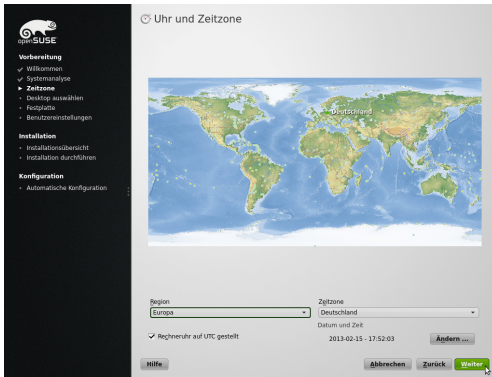 openSUSE
Vorbereitung
Willkommen
Systemanalyse
Zeitzone
Desktop auswählen
Festplatte
Benutzereinstellungen
Installation
Installationsübersicht
Installation durchführen
Konfiguration
Automatische Konfiguration
Uhr und Zeitzone
Deutschland
Region
Europa
Zeitzone
Deutschland
Rechneruhr auf UTC gestellt
Datum und Zeit
2013-02-15 - 17:52:03
Ändern ...
Hilfe
Abbrechen
Zurück
Weiter